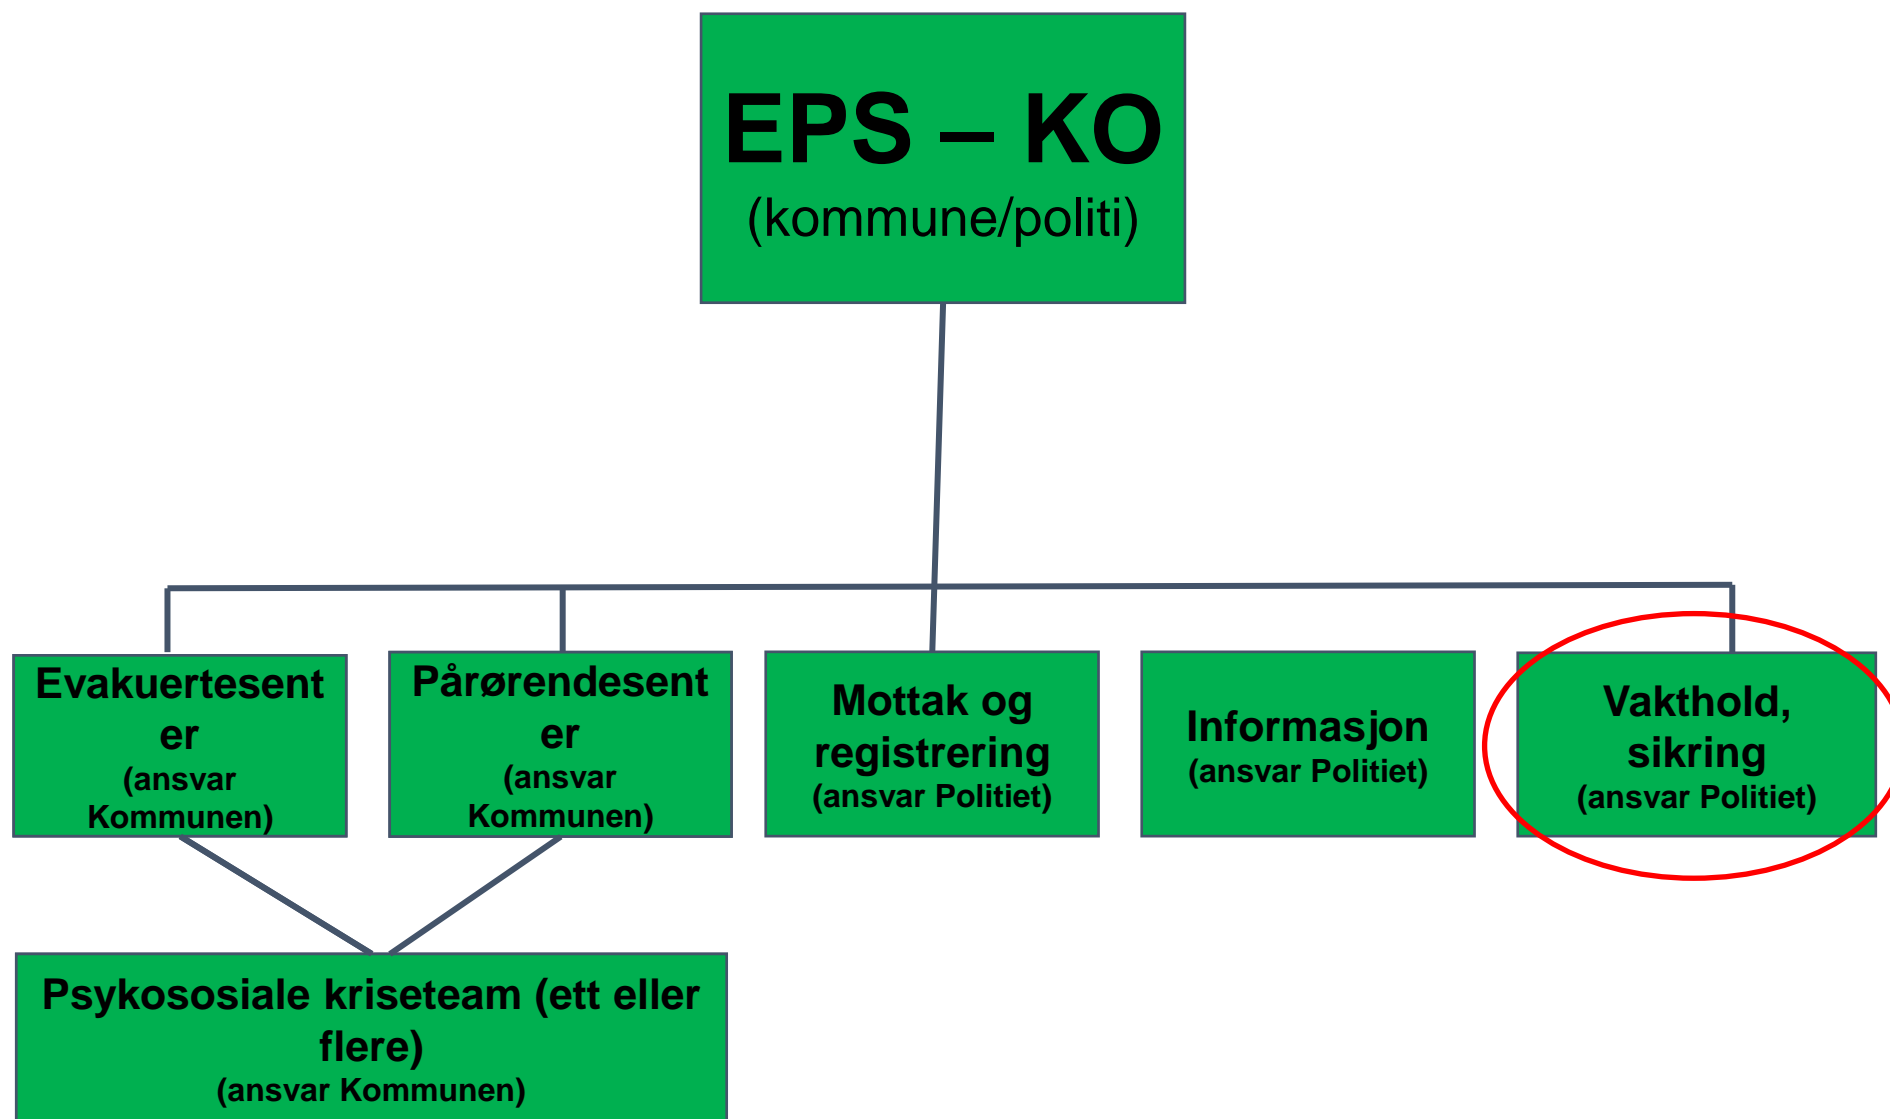 EPS – KO
(kommune/politi)
Evakuertesent
er
(ansvar
Kommunen)
Pårørendesent
er
(ansvar
Kommunen)
Mottak og
registrering
(ansvar Politiet)
Informasjon
(ansvar Politiet)
Vakthold,
sikring
(ansvar Politiet)
Psykososiale kriseteam (ett eller
flere)
(ansvar Kommunen)